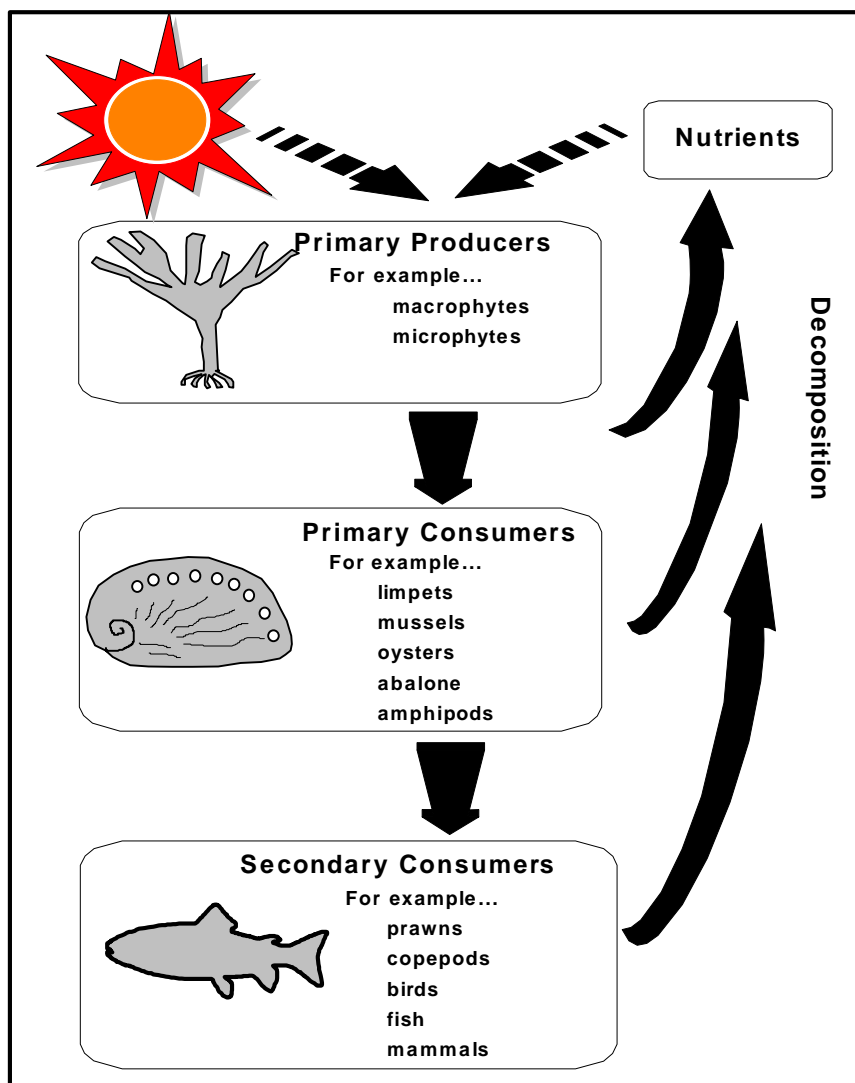 Nutrients
Primary Producers
For example...
macrophytes
microphytes
Decomposition
Primary Consumers
For example...
limpets
mussels
oysters
abalone
amphipods
Secondary Consumers
For example...
prawns
copepods
birds
fish
mammals